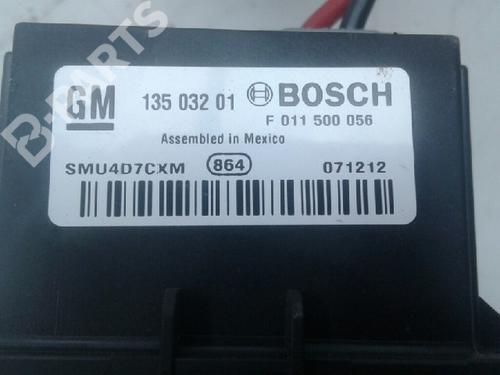 B-PARTS
GM 135 032 01 BOSCH
F 011 500 056
Assembled in Mexico
SMU4D7CXM 864 071212